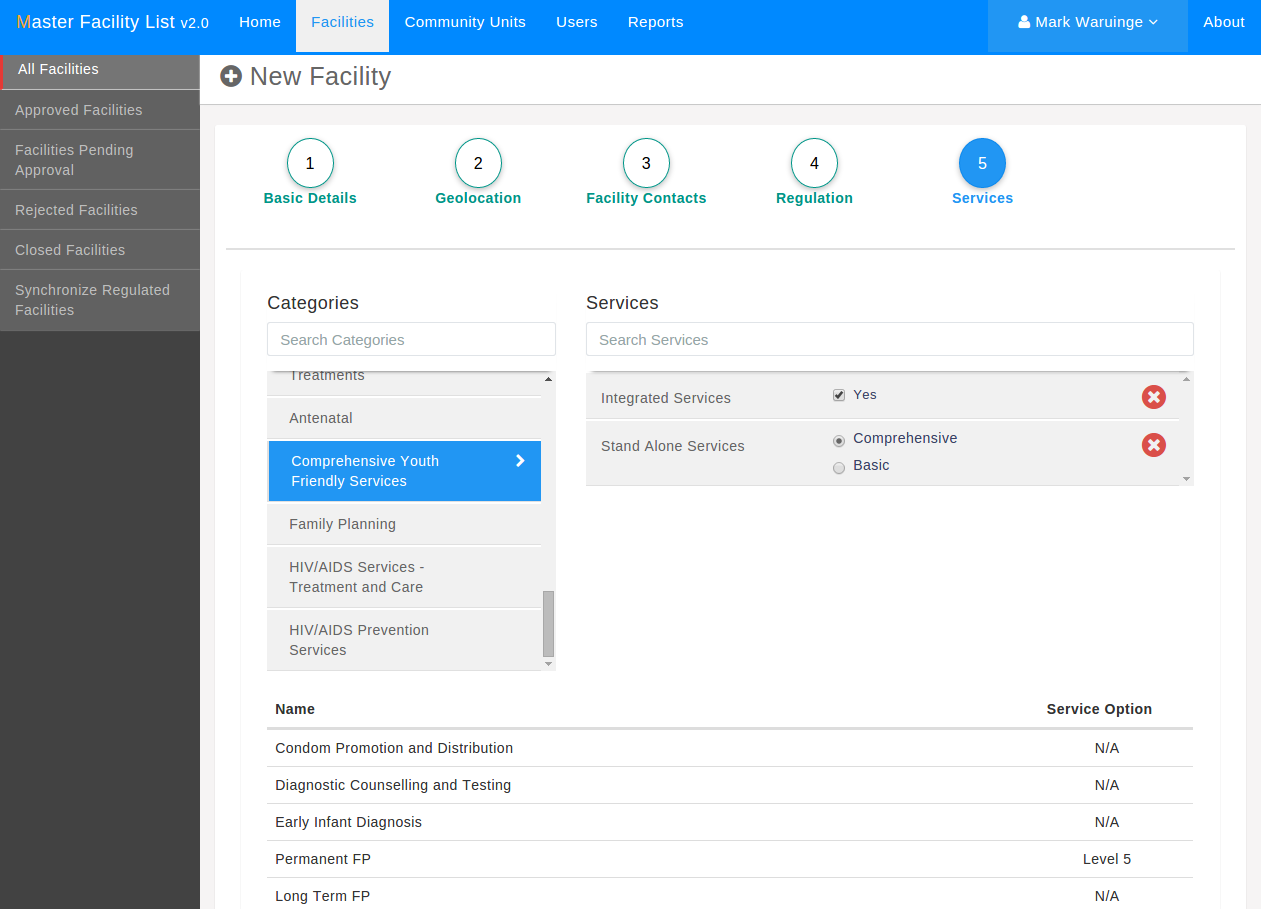 Master Facility List v2.0
Home
Facilities
Community Units
Users
Reports
Mark Waruinge
About
All Facilities
Approved Facilities
Facilities Pending
Approval
Rejected Facilities
Closed Facilities
Synchronize Regulated
Facilities
New Facility
1
Basic Details
2
Geolocation
3
Facility Contacts
4
Regulation
5
Services
Categories
Search Categories
Treatments
Antenatal
Comprehensive Youth
Friendly Services
Family Planning
HIV/AIDS Services -
Treatment and Care
HIV/AIDS Prevention
Services
Services
Search Services
Integrated Services
Yes
Stand Alone Services
Comprehensive
Basic
Name Service Option
Condom Promotion and Distribution N/A
Diagnostic Counselling and Testing N/A
Early Infant Diagnosis N/A
Permanent FP Level 5
Long Term FP N/A